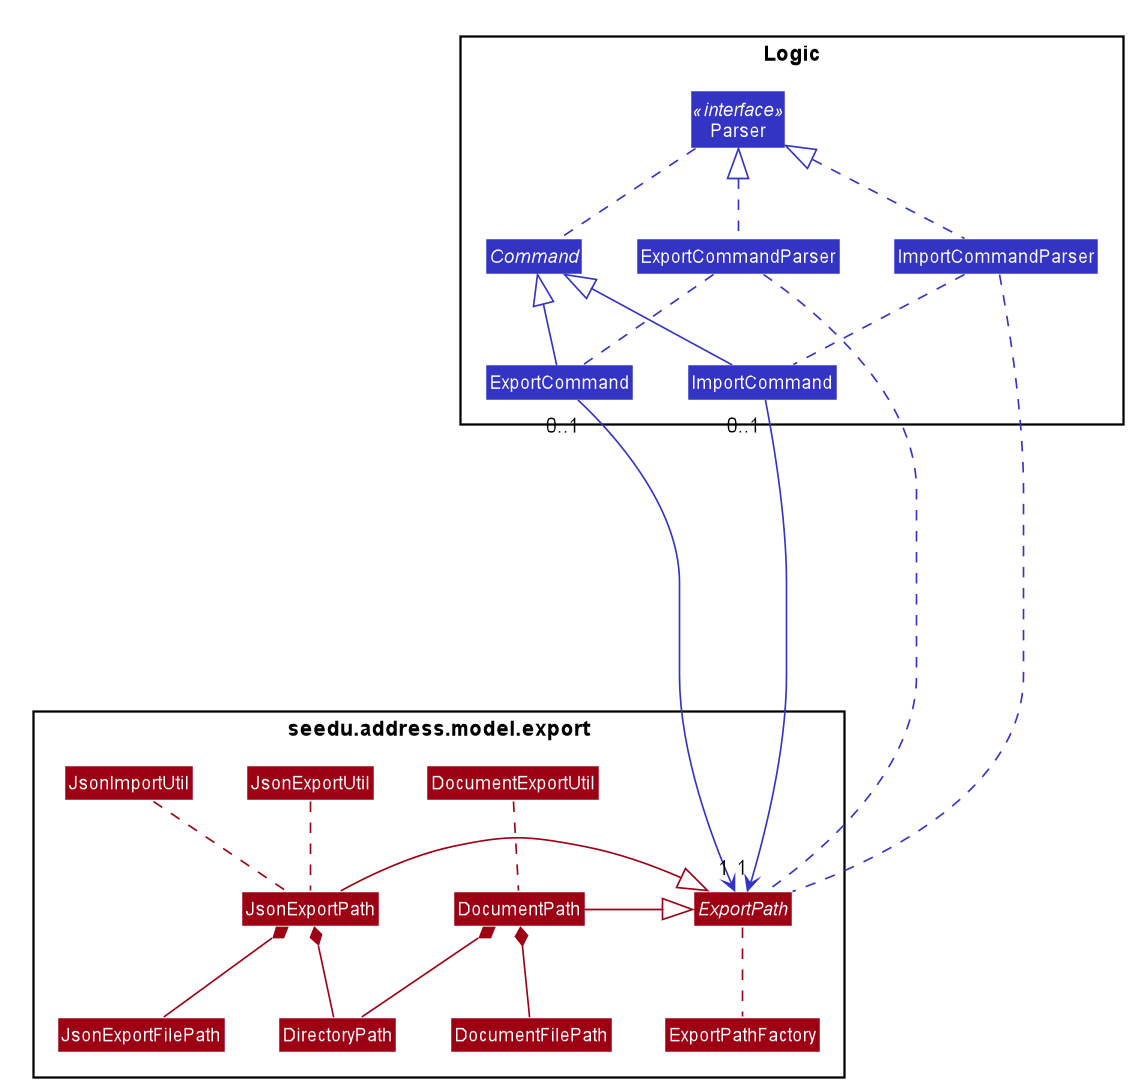 Logic
«interface»
Parser
Command
ExportCommandParser
ImportCommandParser
ExportCommand
ImportCommand
0..1
0..1
seedu.address.model.export
JsonImportUtil
JsonExportUtil
DocumentExportUtil
1
1
JsonExportPath
DocumentPath
ExportPath
JsonExportFilePath
DirectoryPath
DocumentFilePath
ExportPathFactory